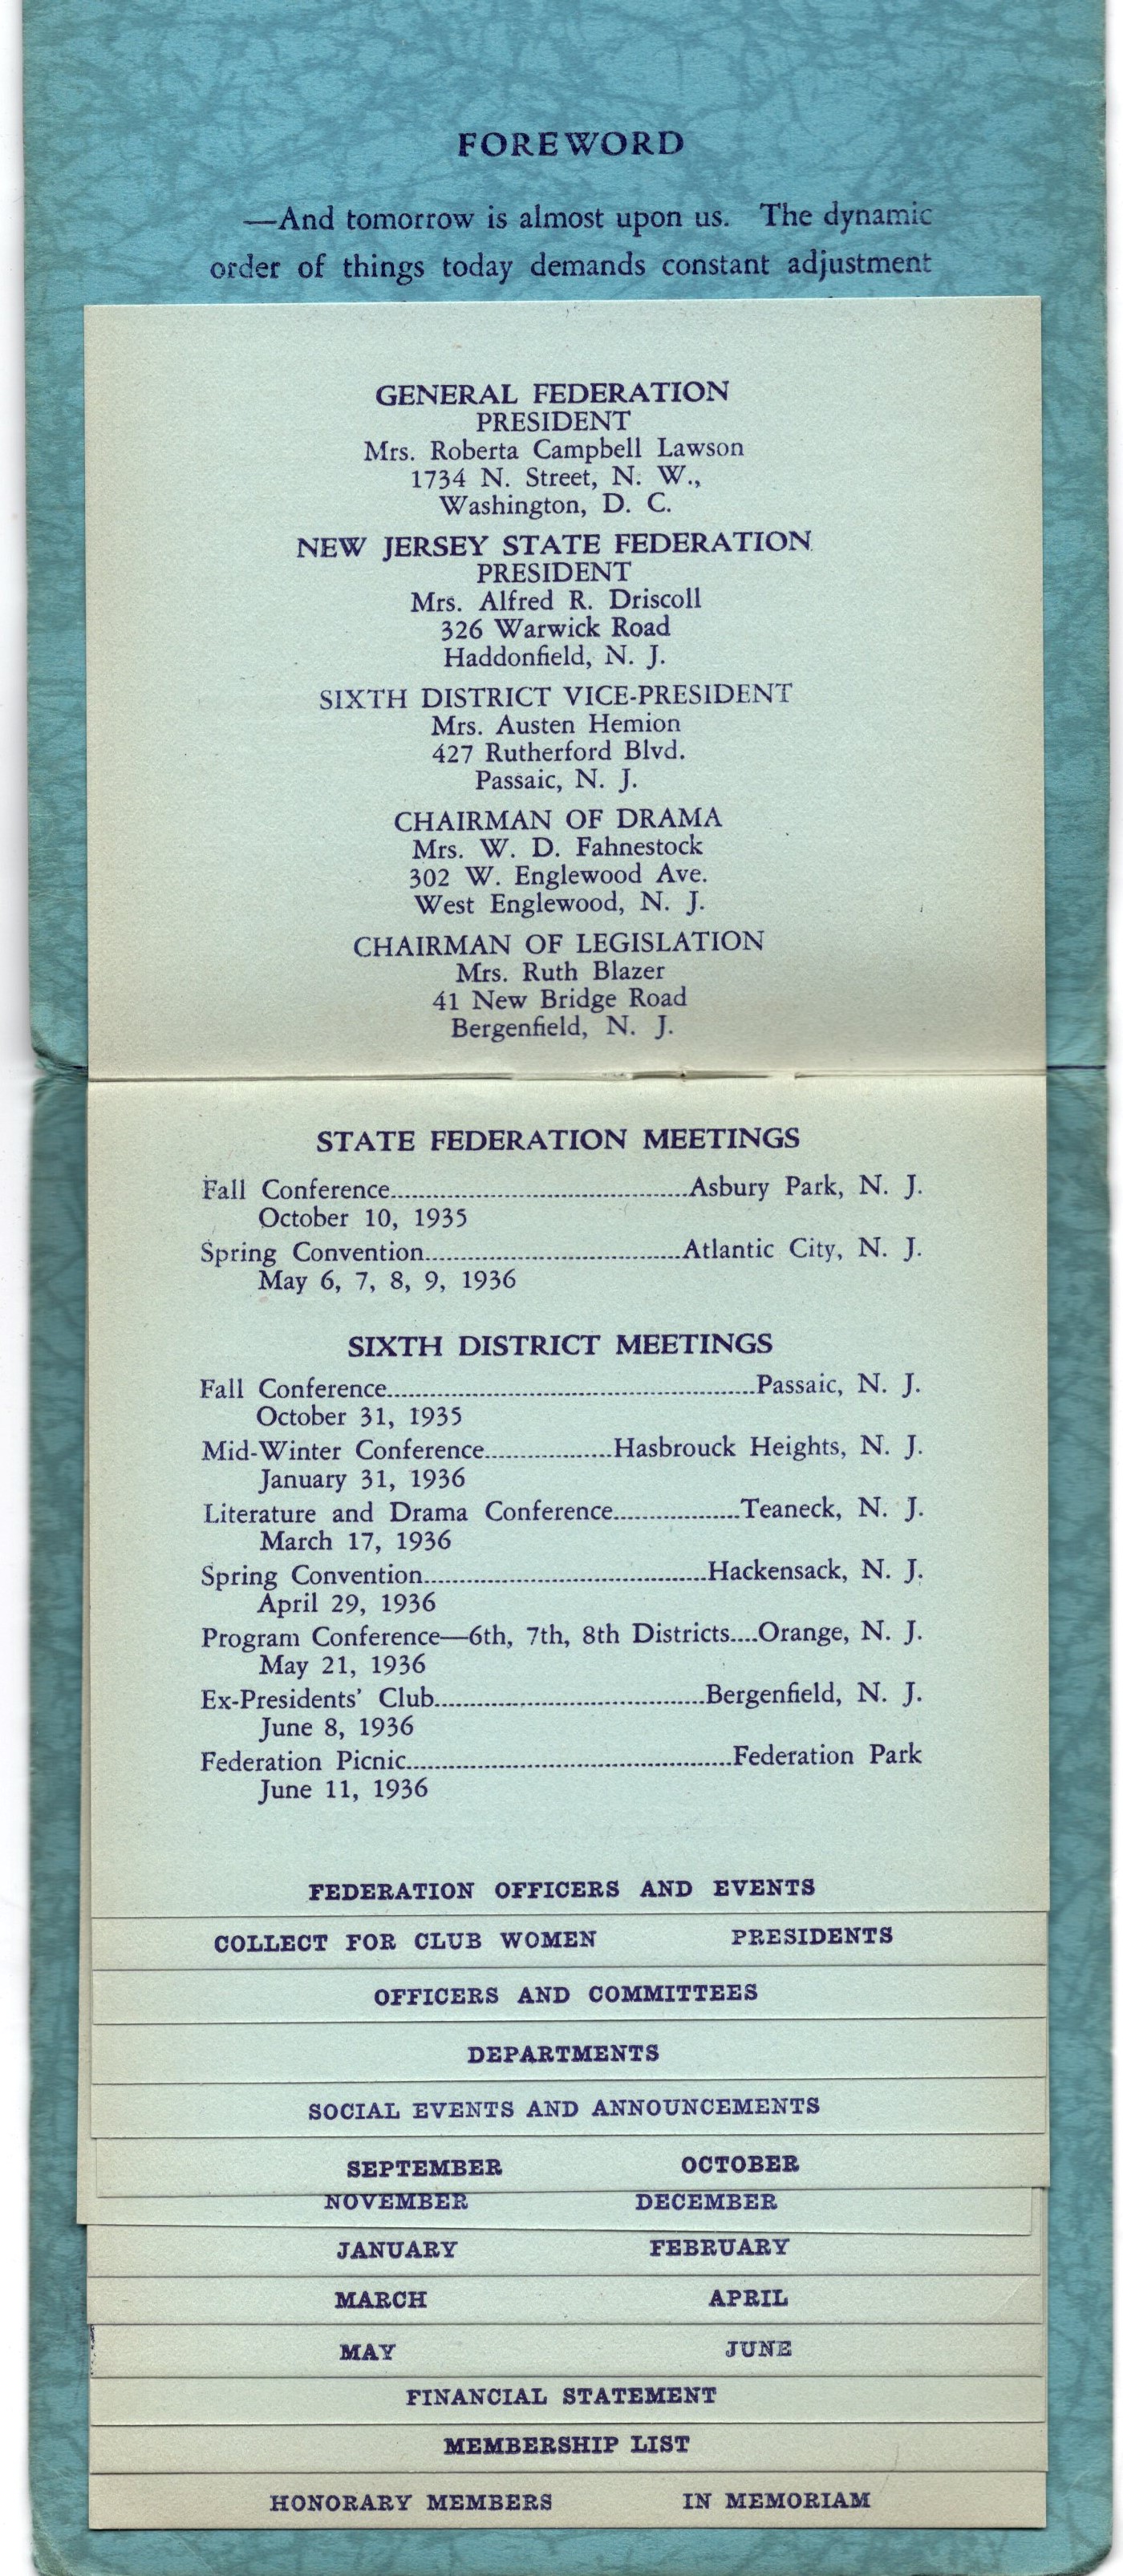 FOREWORD
—And tomorrow is almost upon us. The dynamic
order of things today demands constant adjustment
GENERAL FEDERATION
PRESIDENT
Mrs. Roberta Campbell Lawson
1734 N. Street, N. W.,
Washington, D. C.
NEW JERSEY STATE FEDERATION
PRESIDENT
Mrs. Alfred R. Driscoll
326 Warwick Road
Haddonfield, N. J.
SIXTH DISTRICT VICE-PRESIDENT
Mrs. Austen Hemion
427 Rutherford Blvd.
Passaic, N. J.
CHAIRMAN OF DRAMA
Mrs. W. D. Fahnestock
302 W. Englewood Ave.
West Englewood, N. J.
CHAIRMAN OF LEGISLATION
Mrs. Ruth Blazer
41 New Bridge Road
Bergenfield, N. J.
STATE FEDERATION MEETINGS
Fall Conference..........Asbury Park, N. J.
October 10, 1935
Spring Convention..........Atlantic City, N. J.
May 6, 7, 8, 9, 1936
SIXTH DISTRICT MEETINGS
Fall Conference..........Passaic, N. J.
October 31, 1935
Mid-Winter Conference..........Hasbrouck Heights, N. J.
January 31, 1936
Literature and Drama Conference..........Teaneck, N. J.
March 17, 1936
Spring Convention..........Hackensack, N. J.
April 29, 1936
Program Conference—6th, 7th, 8th Districts....Orange, N. J.
May 21, 1936
Ex-Presidents' Club..........Bergenfield, N. J.
June 8, 1936
Federation Picnic..........Federation Park
June 11, 1936
FEDERATION OFFICERS AND EVENTS
COLLECT FOR CLUB WOMEN PRESIDENTS
OFFICERS AND COMMITTEES
DEPARTMENTS
SOCIAL EVENTS AND ANNOUNCEMENTS
SEPTEMBER OCTOBER
NOVEMBER DECEMBER
JANUARY FEBRUARY
MARCH APRIL
MAY JUNE
FINANCIAL STATEMENT
MEMBERSHIP LIST
HONORARY MEMBERS IN MEMORIAM